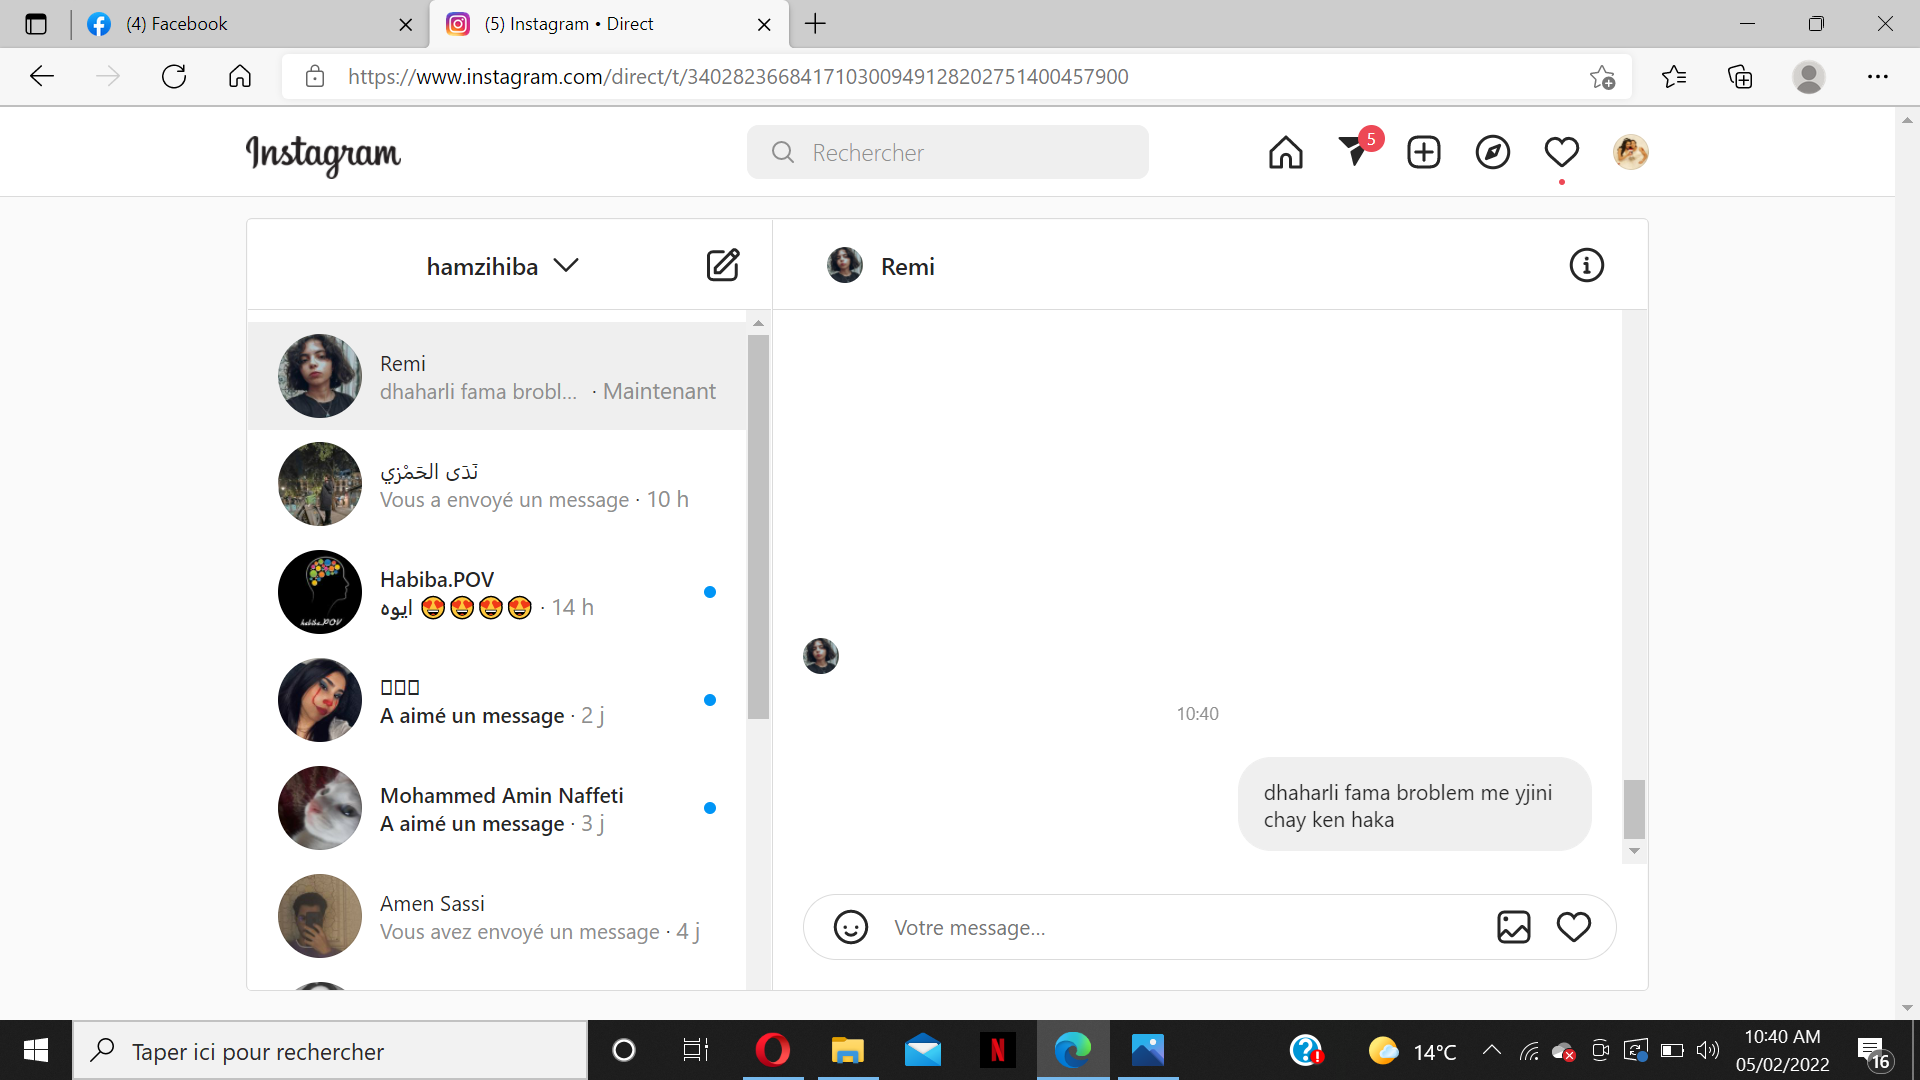 (4) Facebook
(5) Instagram • Direct
https://www.instagram.com/direct/t/340282366841710300949128202751400457900
Instagram
Rechercher
5
hamzihiba
Remi
Remi
dhaharli fama brobl... · Maintenant
نَدَى الحَمْزي
Vous a envoyé un message · 10 h
Habiba.POV
ايوه 😍😍😍😍 · 14 h
A aimé un message · 2 j
Mohammed Amin Naffeti
A aimé un message · 3 j
Amen Sassi
Vous avez envoyé un message · 4 j
10:40
dhaharli fama broblem me yjini
chay ken haka
Votre message...
Taper ici pour rechercher
14°C
10:40 AM
05/02/2022
16